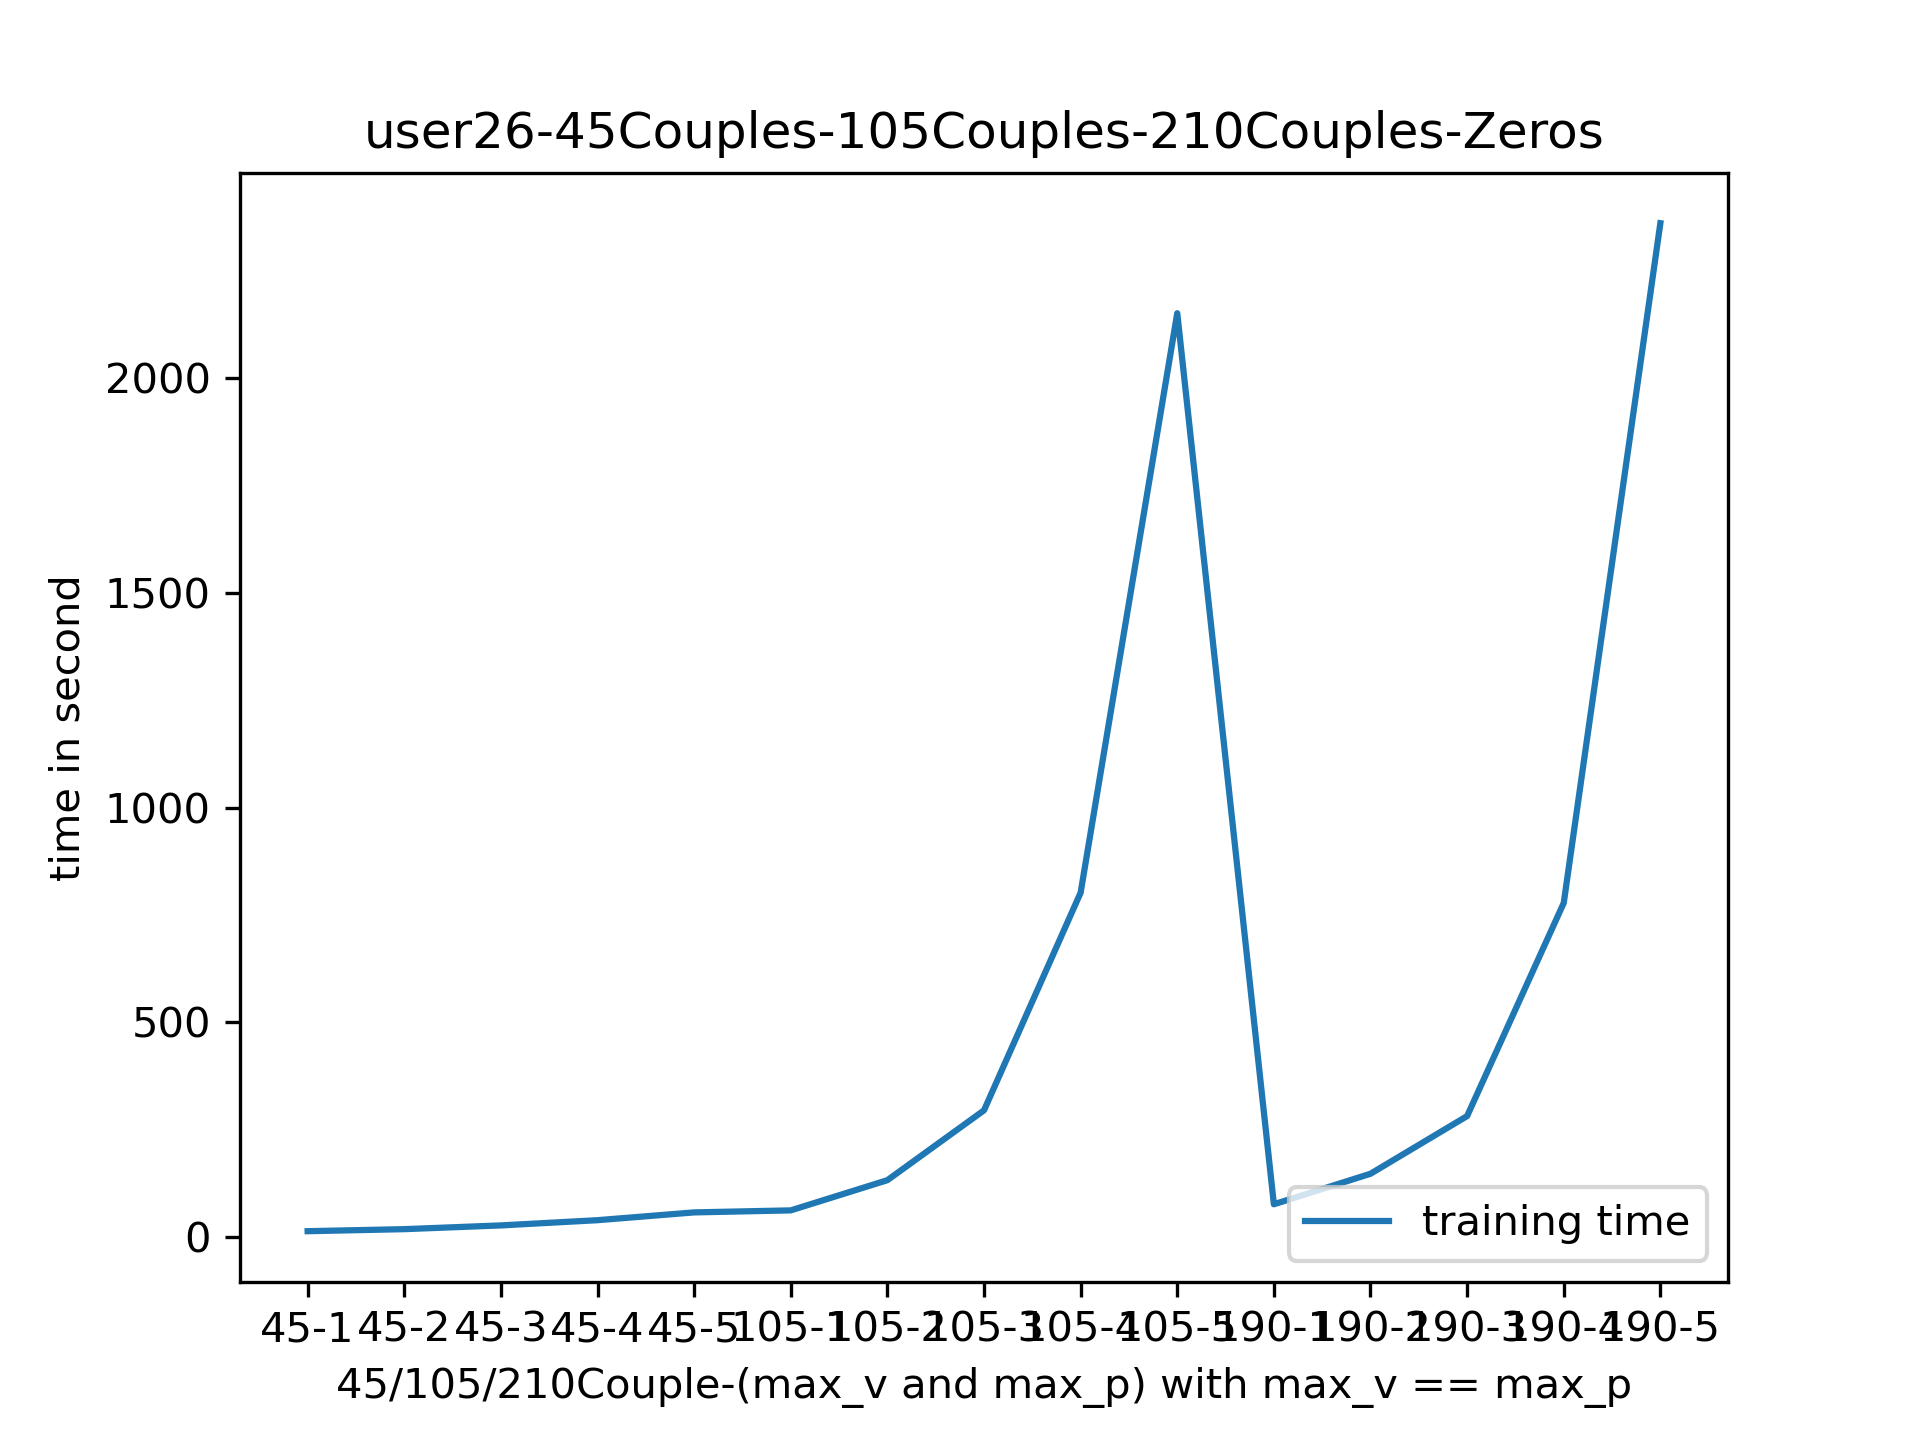 user26-45Couples-105Couples-210Couples-Zeros
time in second
2000
1500
1000
500
0
training time
45-1 45-2 45-3 45-4 45-5 105-1 105-2 105-3 105-4 105-5 190-1 190-2 190-3 190-4 190-5
45/105/210Couple-(max_v and max_p) with max_v == max_p